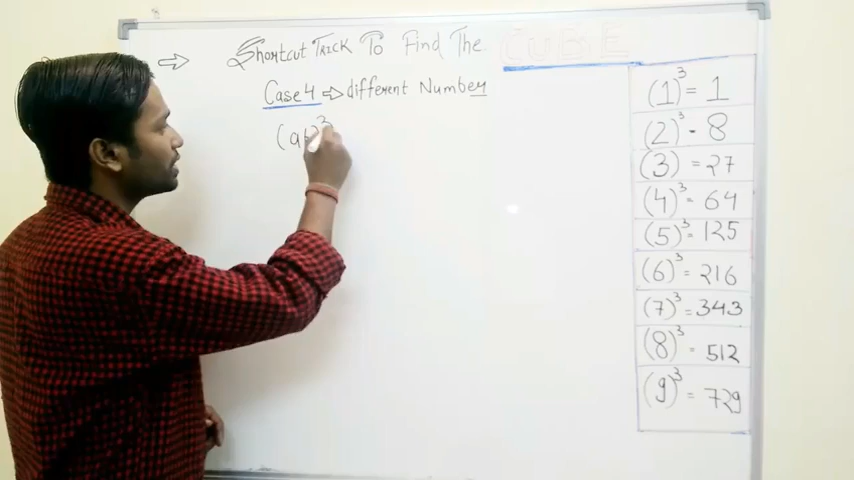 ⇨ Shortcut Trick To Find The CUBE
Case 4 ⇨ different Number
(ab)³
(1)³ = 1
(2)³ - 8
(3) = 27
(4)³ - 64
(5)³ - 125
(6)³ = 216
(7)³ = 343
(8)³ - 512
(9)³ = 729